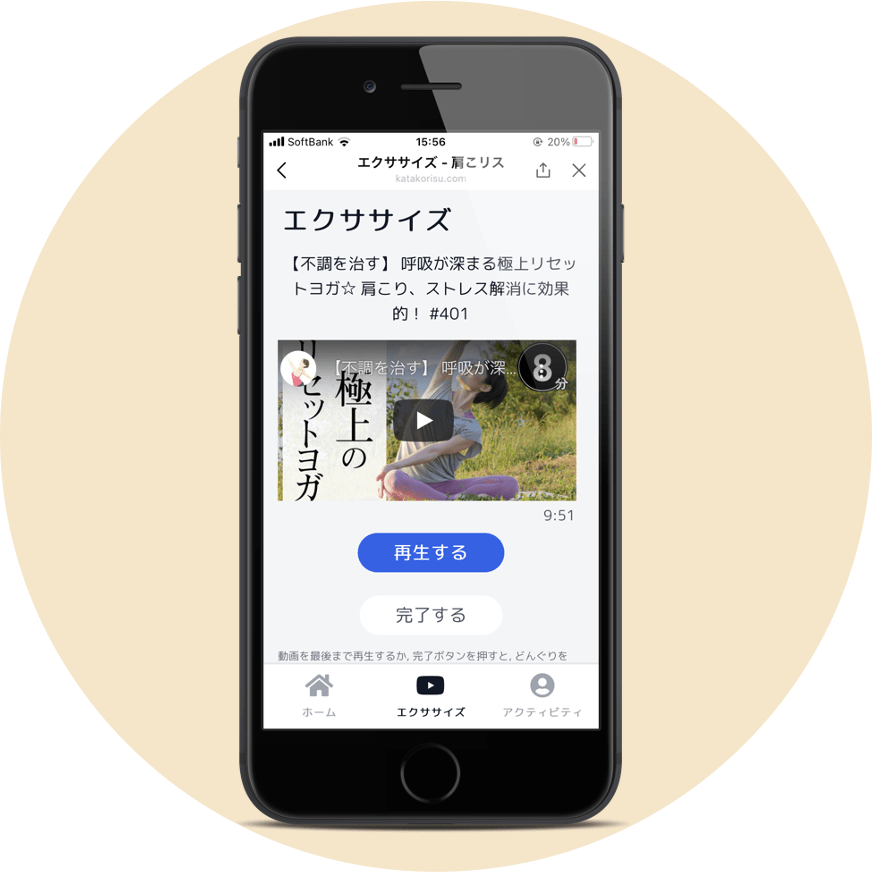 SoftBank 15:56 20%
エクササイズ - 肩こリス
katakorisu.com
エクササイズ
【不調を治す】 呼吸が深まる極上リセッ
トヨガ☆ 肩こり、ストレス解消に効果
的！ #401
【不調を治す】 呼吸が深...
8
分
極上の
リセットヨガ
9:51
再生する
完了する
動画を最後まで再生するか, 完了ボタンを押すと, どんぐりを
ホーム エクササイズ アクティビティ